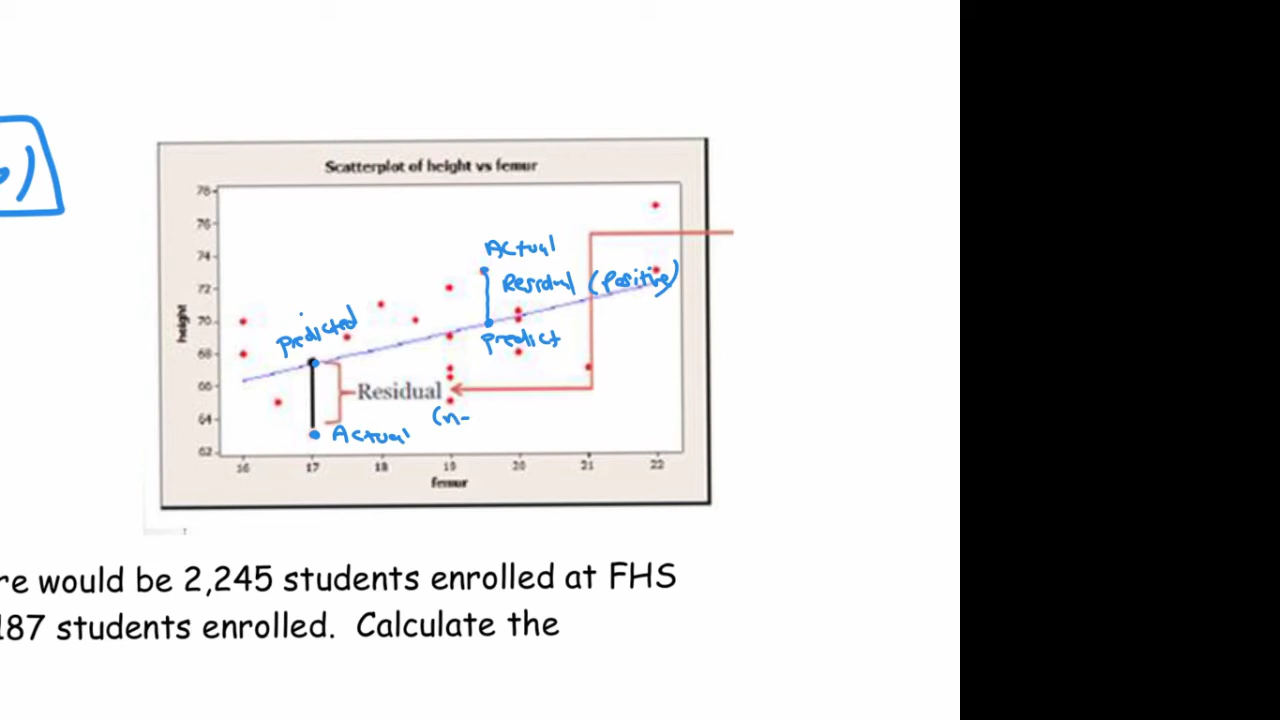 Scatterplot of height vs femur
78
76
74
72
70
68
66
64
62
height
Actual
Residual (Positive)
Predicted
Predict
Residual
(n-
Actual
16 17 18 19 20 21 22
femur
re would be 2,245 students enrolled at FHS
187 students enrolled. Calculate the